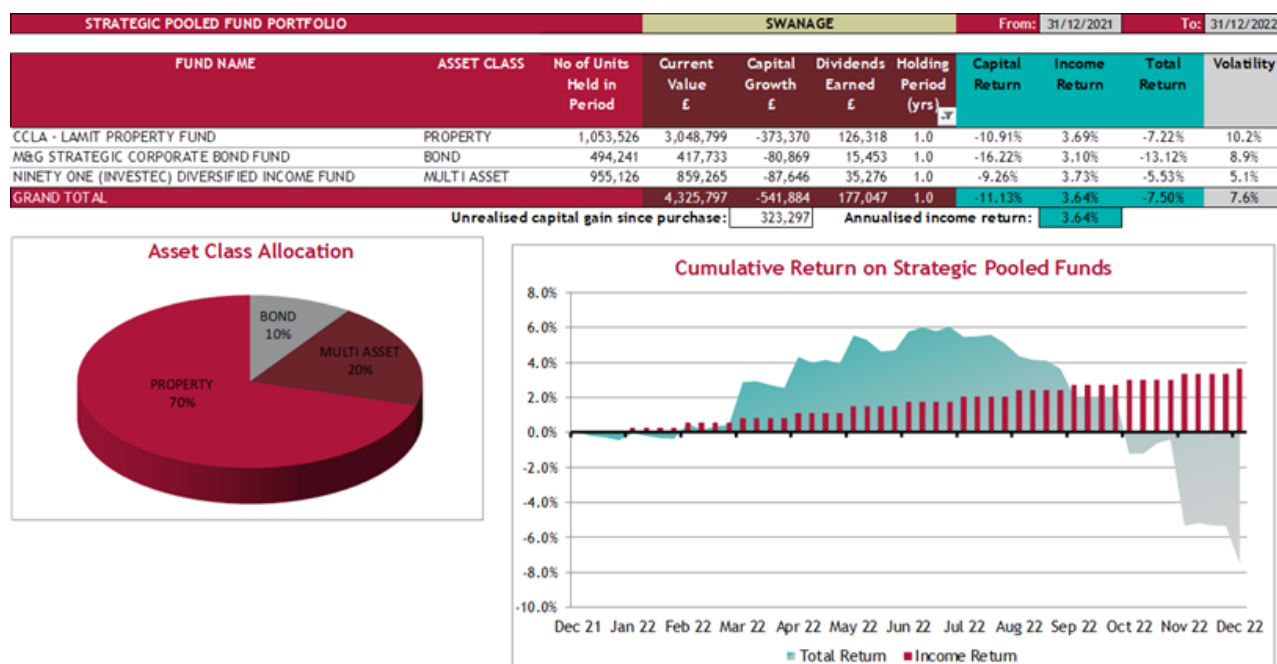 STRATEGIC POOLED FUND PORTFOLIO SWANAGE From: 31/12/2021 To: 31/12/2022
FUND NAME ASSET CLASS No of Units Held in Period Current Value £ Capital Growth £ Dividends Earned £ Holding Period (yrs) Capital Return Income Return Total Return Volatility
CCLA - LAMIT PROPERTY FUND PROPERTY 1,053,526 3,048,799 -373,370 126,318 1.0 -10.91% 3.69% -7.22% 10.2%
M&G STRATEGIC CORPORATE BOND FUND BOND 494,241 417,733 -80,869 15,453 1.0 -16.22% 3.10% -13.12% 8.9%
NINETY ONE (INVESTEC) DIVERSIFIED INCOME FUND MULTI ASSET 955,126 859,265 -87,646 35,276 1.0 -9.26% 3.73% -5.53% 5.1%
GRAND TOTAL 4,325,797 -541,884 177,047 1.0 -11.13% 3.64% -7.50% 7.6%
Unrealised capital gain since purchase: 323,297 Annualised income return: 3.64%
Asset Class Allocation
BOND
10%
MULTI ASSET
20%
PROPERTY
70%
Cumulative Return on Strategic Pooled Funds
8.0%
6.0%
4.0%
2.0%
0.0%
-2.0%
-4.0%
-6.0%
-8.0%
-10.0%
Dec 21 Jan 22 Feb 22 Mar 22 Apr 22 May 22 Jun 22 Jul 22 Aug 22 Sep 22 Oct 22 Nov 22 Dec 22
Total Return Income Return